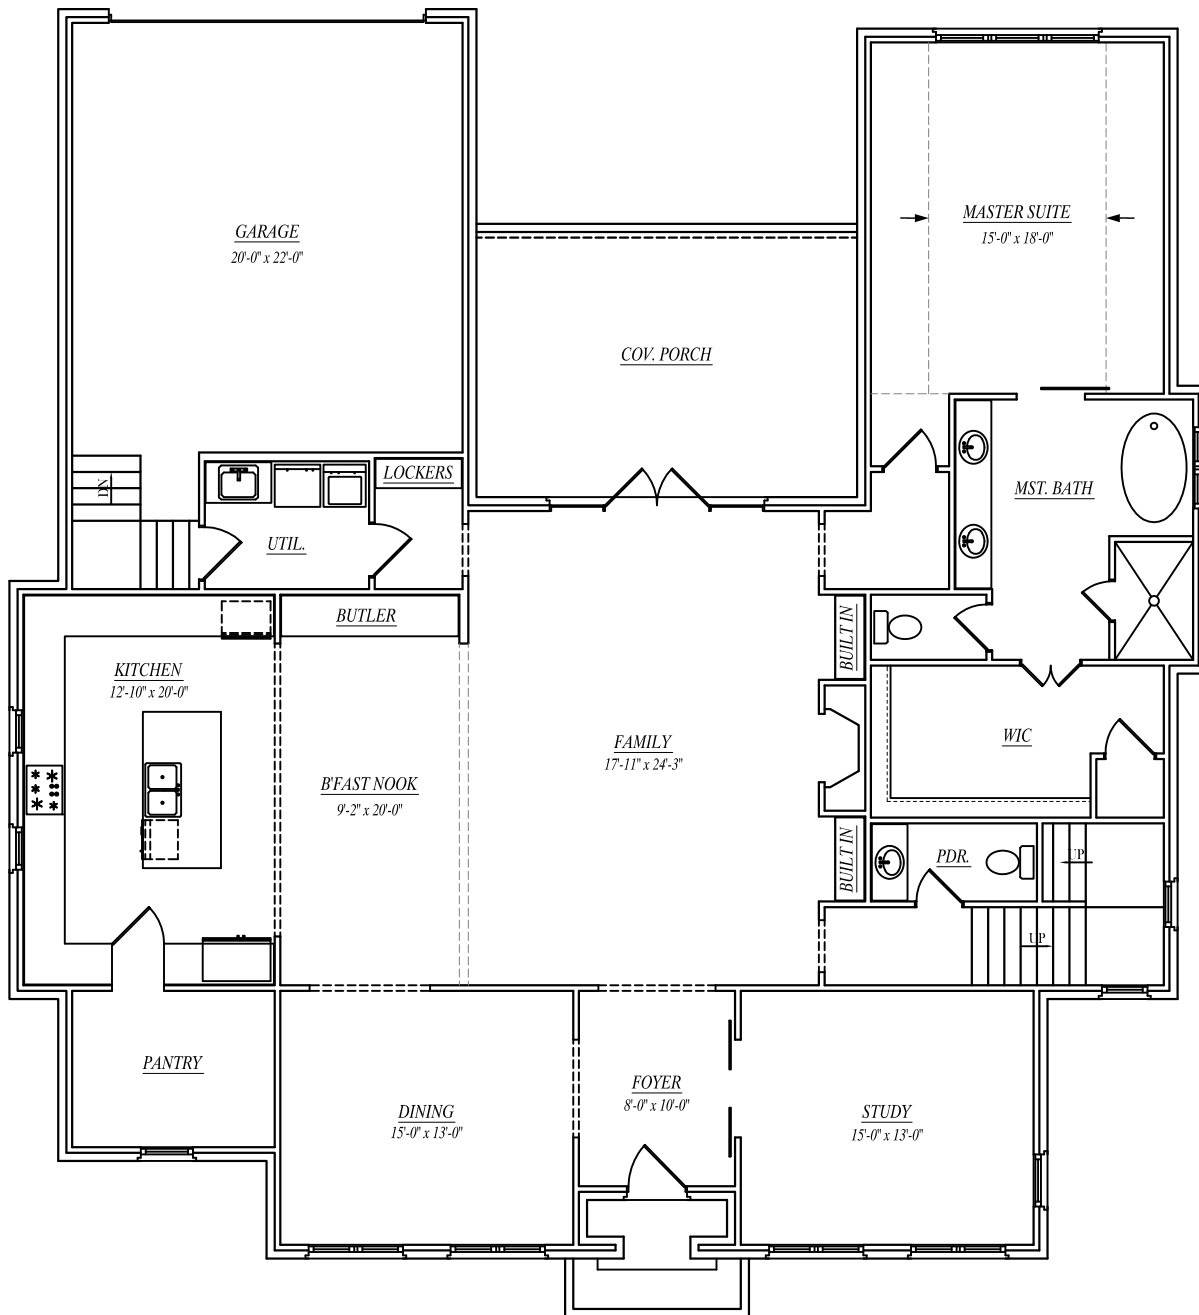 MASTER SUITE
15'-0" x 18'-0"
GARAGE
20'-0" x 22'-0"
COV. PORCH
LOCKERS
DN
MST. BATH
UTIL.
BUTLER
BUILT IN
KITCHEN
12'-10" x 20'-0"
FAMILY
17'-11" x 24'-3"
WIC
B'FAST NOOK
9'-2" x 20'-0"
BUILT IN
PDR.
UP
UP
PANTRY
FOYER
8'-0" x 10'-0"
DINING
15'-0" x 13'-0"
STUDY
15'-0" x 13'-0"